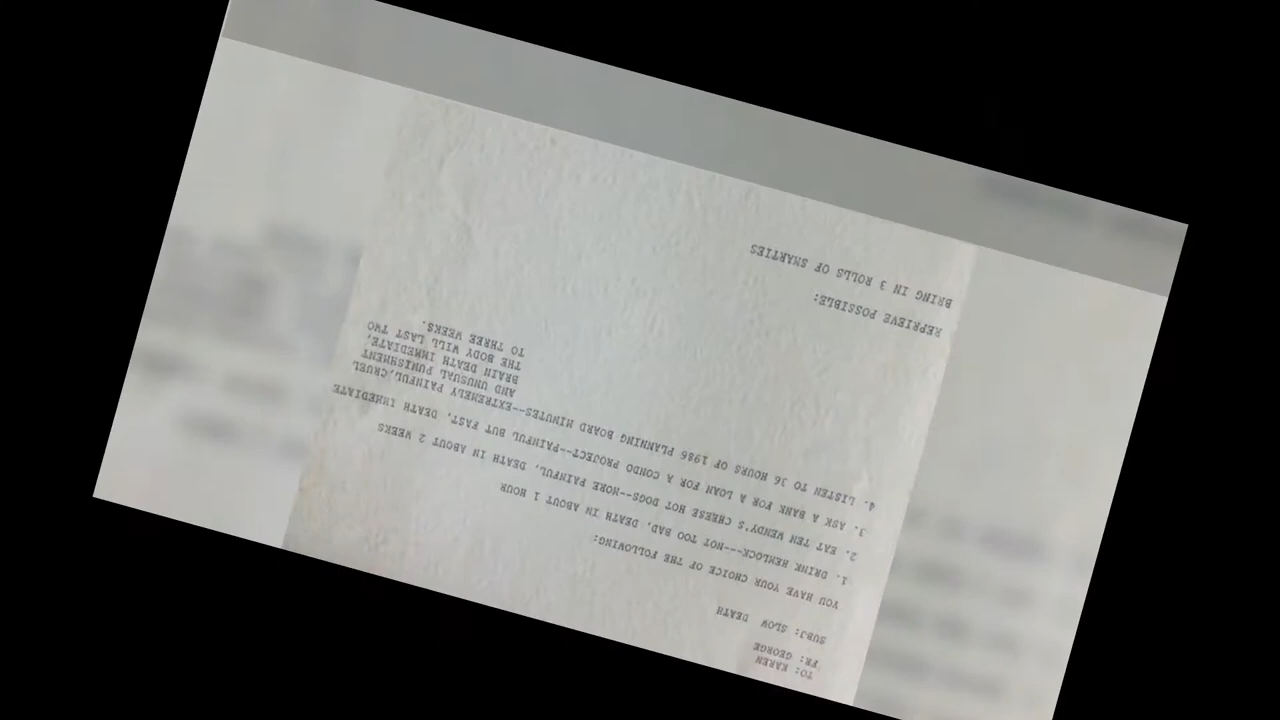 TO: KAREN
FR: GEORGE
SUBJ: SLOW DEATH
YOU HAVE YOUR CHOICE OF THE FOLLOWING:
1. DRINK HEMLOCK---NOT TOO BAD, DEATH IN ABOUT 1 HOUR
2. EAT TEN WENDY'S CHEESE HOT DOGS--MORE PAINFUL, DEATH IN ABOUT 2 WEEKS
3. ASK A BANK FOR A LOAN FOR A CONDO PROJECT--PAINFUL BUT FAST, DEATH IMMEDIATE
4. LISTEN TO 36 HOURS OF 1986 PLANNING BOARD MINUTES--EXTREMELY PAINFUL,CRUEL
AND UNUSUAL PUNISHMENT
BRAIN DEATH IMMEDIATE,
THE BODY WILL LAST TWO
TO THREE WEEKS.
REPRIEVE POSSIBLE:
BRING IN 3 ROLLS OF SMARTIES